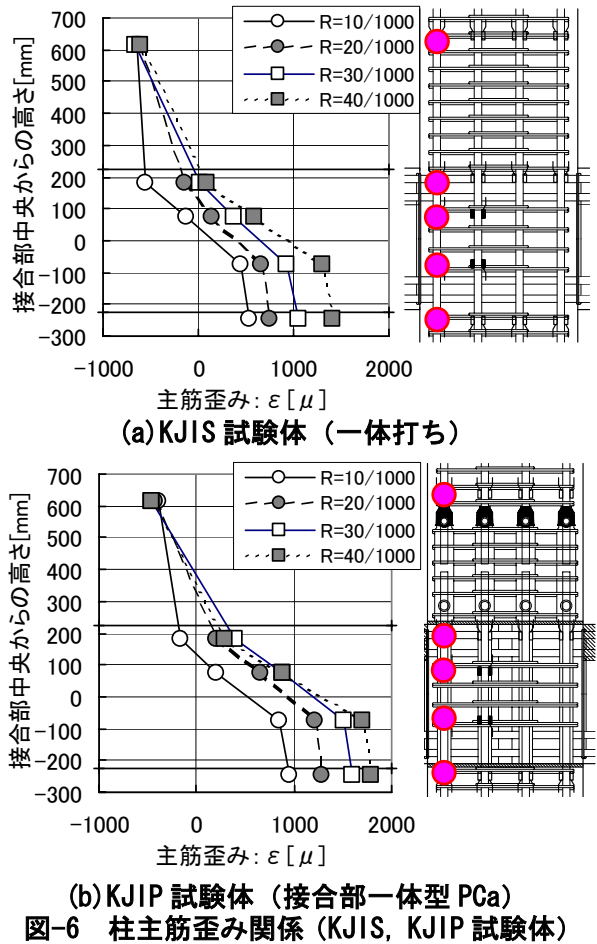 700
600
500
400
300
200
100
0
-100
-200
-300
接合部中央からの高さ[mm]
R=10/1000
R=20/1000
R=30/1000
R=40/1000
-1000 0 1000 2000
主筋歪み:ε[μ]
(a)KJIS 試験体（一体打ち）
700
600
500
400
300
200
100
0
-100
-200
-300
接合部中央からの高さ[mm]
R=10/1000
R=20/1000
R=30/1000
R=40/1000
-1000 0 1000 2000
主筋歪み:ε[μ]
(b)KJIP 試験体（接合部一体型 PCa）
図-6 柱主筋歪み関係（KJIS, KJIP 試験体）